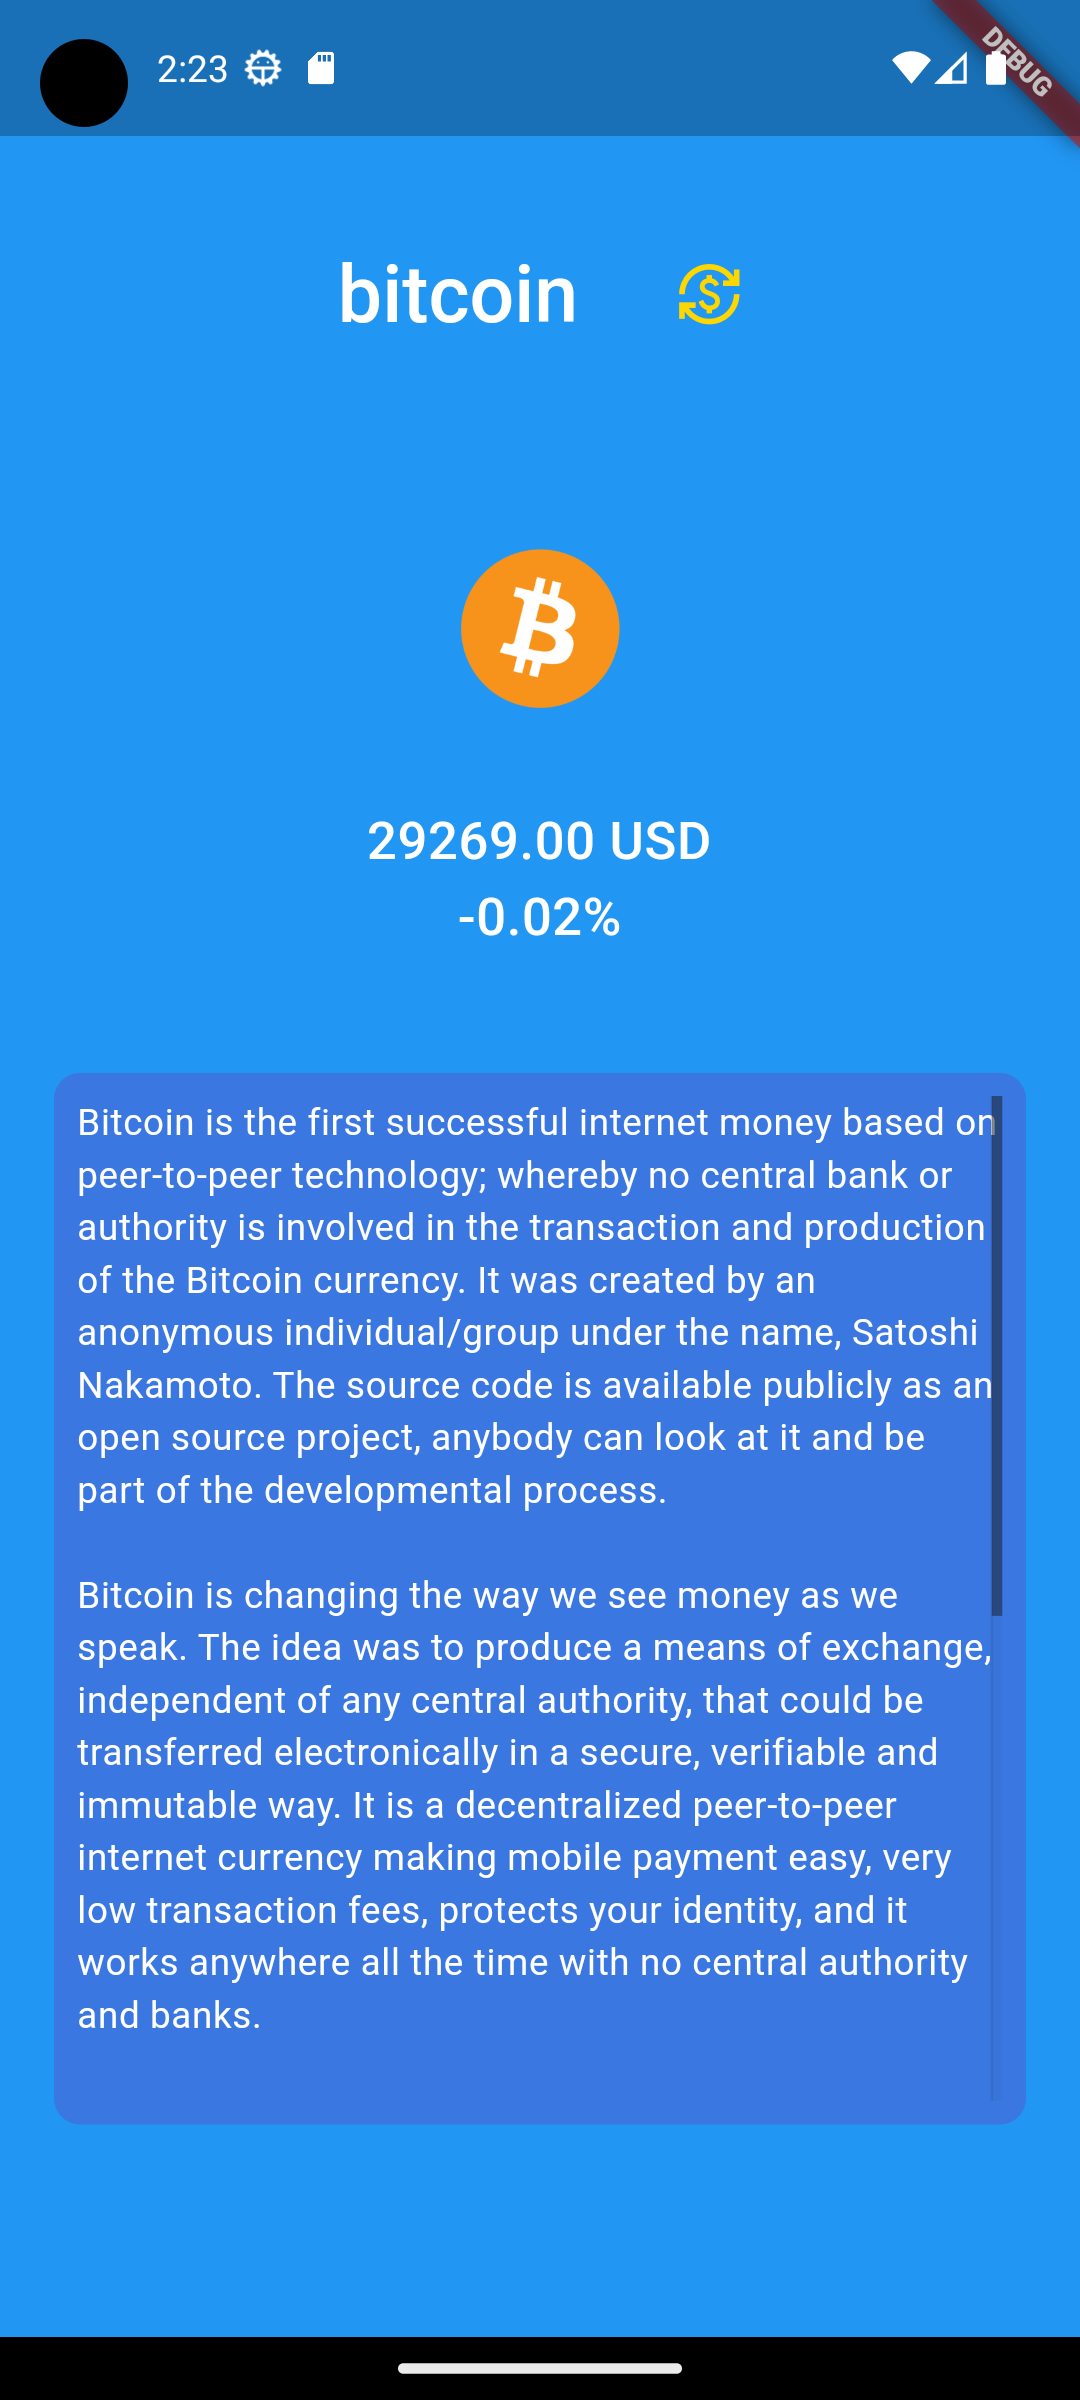 2:23
DEBUG
bitcoin
29269.00 USD
-0.02%
Bitcoin is the first successful internet money based on
peer-to-peer technology; whereby no central bank or
authority is involved in the transaction and production
of the Bitcoin currency. It was created by an
anonymous individual/group under the name, Satoshi
Nakamoto. The source code is available publicly as an
open source project, anybody can look at it and be
part of the developmental process.
Bitcoin is changing the way we see money as we
speak. The idea was to produce a means of exchange,
independent of any central authority, that could be
transferred electronically in a secure, verifiable and
immutable way. It is a decentralized peer-to-peer
internet currency making mobile payment easy, very
low transaction fees, protects your identity, and it
works anywhere all the time with no central authority
and banks.